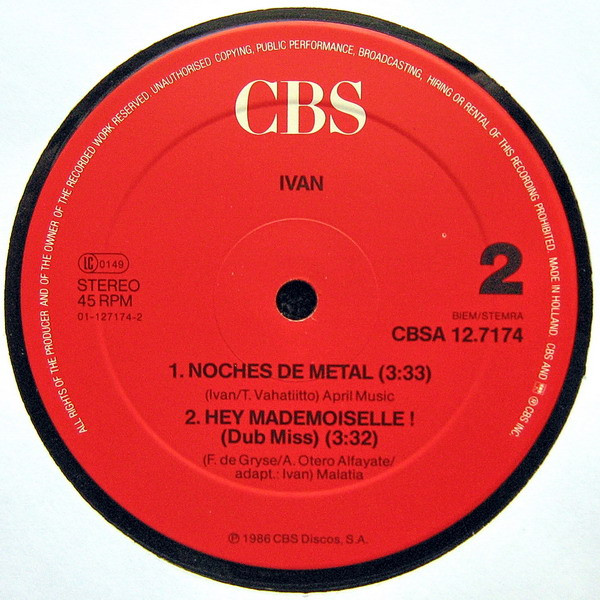 ALL RIGHTS OF THE PRODUCER AND OF THE OWNER OF THE RECORDED WORK RESERVED. UNAUTHORISED COPYING, PUBLIC PERFORMANCE, BROADCASTING, HIRING OR RENTAL OF THIS RECORDING PROHIBITED. MADE IN HOLLAND. CBS AND ℗ CBS INC.
CBS
IVAN
LC 0149
STEREO
45 RPM
01-127174-2
2
BIEM/STEMRA
CBSA 12.7174
1. NOCHES DE METAL (3:33)
(Ivan/T. Vahatiitto) April Music
2. HEY MADEMOISELLE !
(Dub Miss) (3:32)
(F. de Gryse/A. Otero Alfayate/
adapt.: Ivan) Malatia
℗ 1986 CBS Discos, S.A.